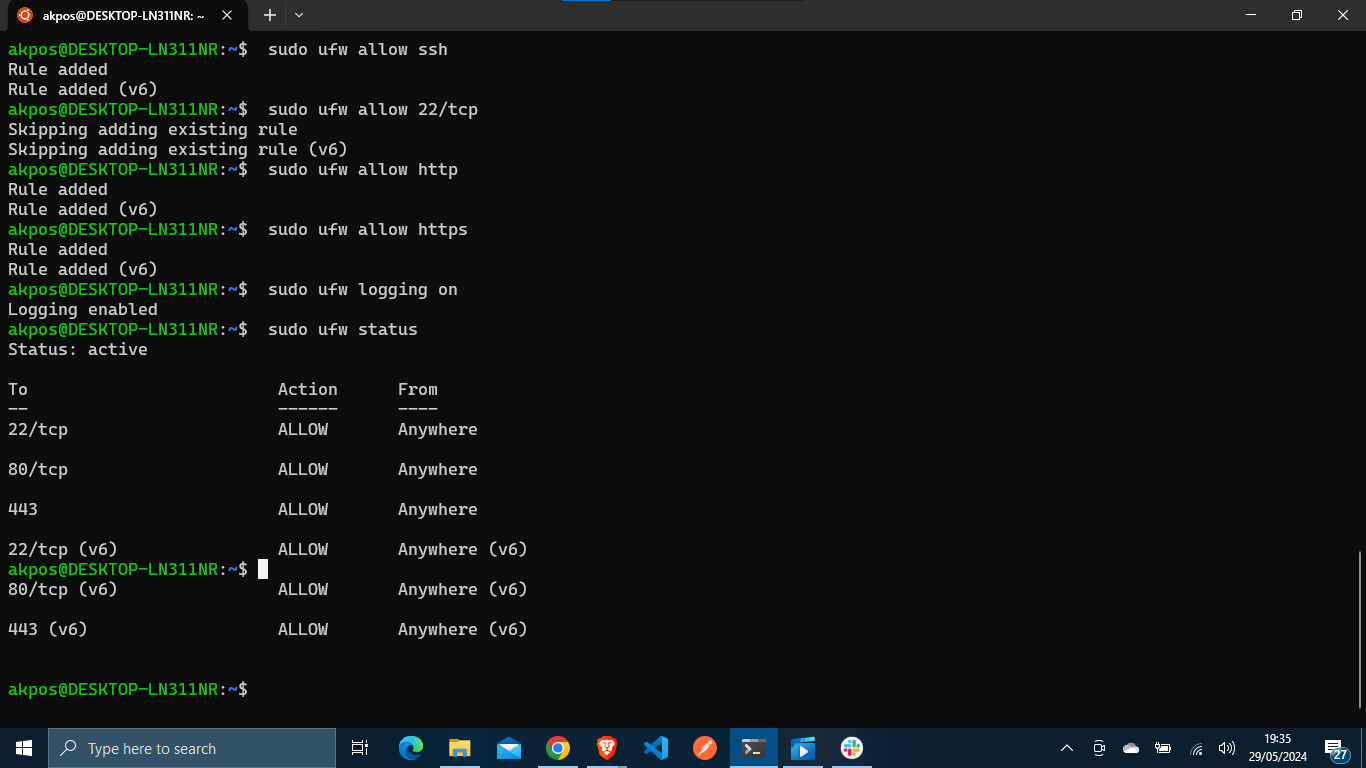 akpos@DESKTOP-LN311NR: ~
akpos@DESKTOP-LN311NR:~$  sudo ufw allow ssh
Rule added
Rule added (v6)
akpos@DESKTOP-LN311NR:~$  sudo ufw allow 22/tcp
Skipping adding existing rule
Skipping adding existing rule (v6)
akpos@DESKTOP-LN311NR:~$  sudo ufw allow http
Rule added
Rule added (v6)
akpos@DESKTOP-LN311NR:~$  sudo ufw allow https
Rule added
Rule added (v6)
akpos@DESKTOP-LN311NR:~$  sudo ufw logging on
Logging enabled
akpos@DESKTOP-LN311NR:~$  sudo ufw status
Status: active
To                         Action      From
--                         ------      ----
22/tcp                     ALLOW       Anywhere
80/tcp                     ALLOW       Anywhere
443                        ALLOW       Anywhere
22/tcp (v6)                ALLOW       Anywhere (v6)
akpos@DESKTOP-LN311NR:~$
80/tcp (v6)                ALLOW       Anywhere (v6)
443 (v6)                   ALLOW       Anywhere (v6)
akpos@DESKTOP-LN311NR:~$
Type here to search
19:35
29/05/2024
27